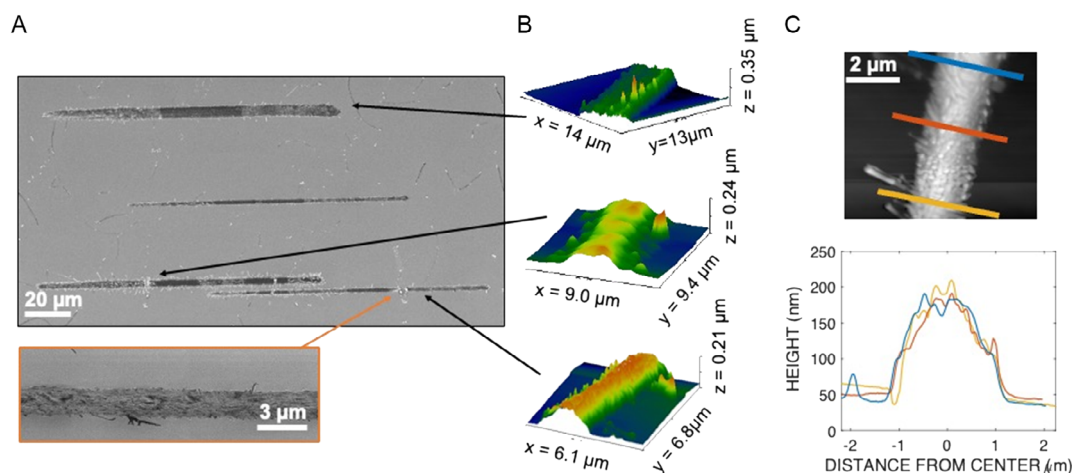 A
B
C
20 µm
3 µm
z = 0.35 µm
x = 14 µm
y=13µm
z = 0.24 µm
x = 9.0 µm
y = 9.4 µm
z = 0.21 µm
x = 6.1 µm
y = 6.8µm
2 µm
250
200
150
100
50
0
HEIGHT (nm)
-2 -1 0 1 2
DISTANCE FROM CENTER (µm)